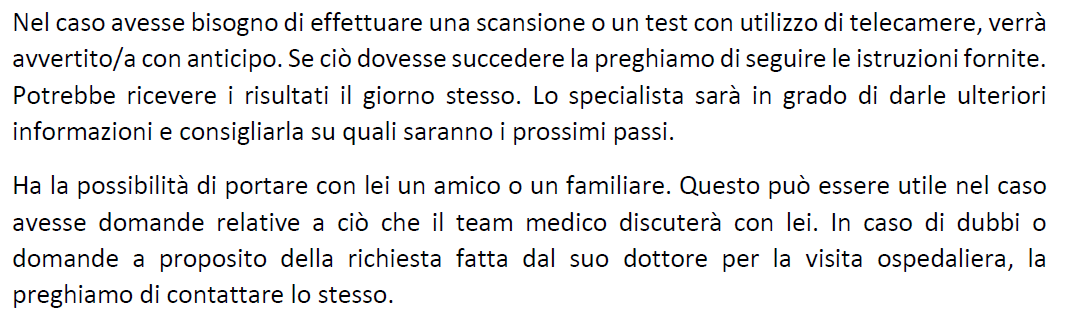 Nel caso avesse bisogno di effettuare una scansione o un test con utilizzo di telecamere, verrà
avvertito/a con anticipo. Se ciò dovesse succedere la preghiamo di seguire le istruzioni fornite.
Potrebbe ricevere i risultati il giorno stesso. Lo specialista sarà in grado di darle ulteriori
informazioni e consigliarla su quali saranno i prossimi passi.
Ha la possibilità di portare con lei un amico o un familiare. Questo può essere utile nel caso
avesse domande relative a ciò che il team medico discuterà con lei. In caso di dubbi o
domande a proposito della richiesta fatta dal suo dottore per la visita ospedaliera, la
preghiamo di contattare lo stesso.